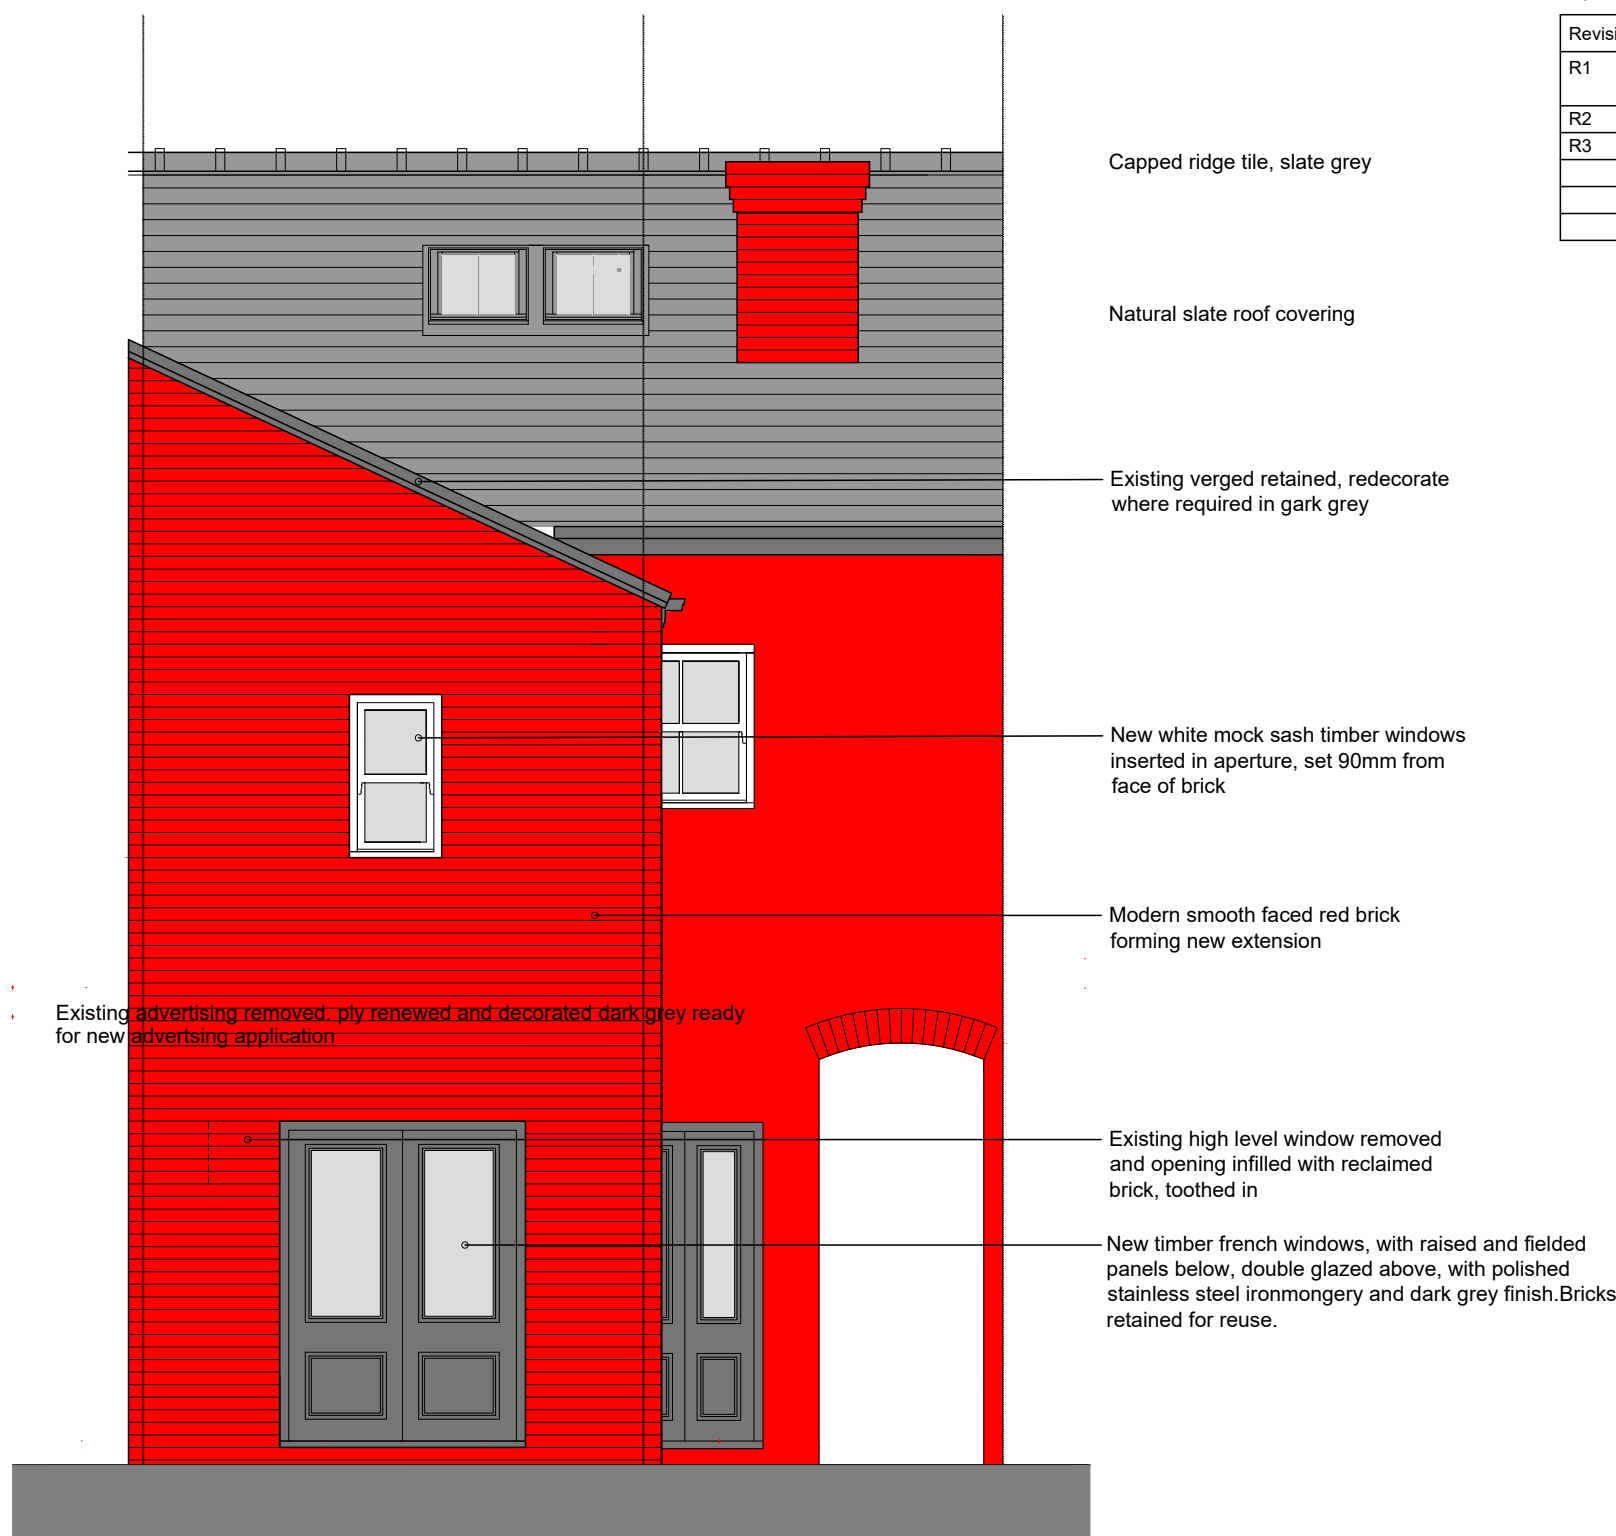 Revisi
R1
R2
R3
Capped ridge tile, slate grey
Natural slate roof covering
Existing verged retained, redecorate
where required in gark grey
New white mock sash timber windows
inserted in aperture, set 90mm from
face of brick
Modern smooth faced red brick
forming new extension
Existing advertising removed. ply renewed and decorated dark grey ready
for new advertsing application
Existing high level window removed
and opening infilled with reclaimed
brick, toothed in
New timber french windows, with raised and fielded
panels below, double glazed above, with polished
stainless steel ironmongery and dark grey finish.Bricks
retained for reuse.